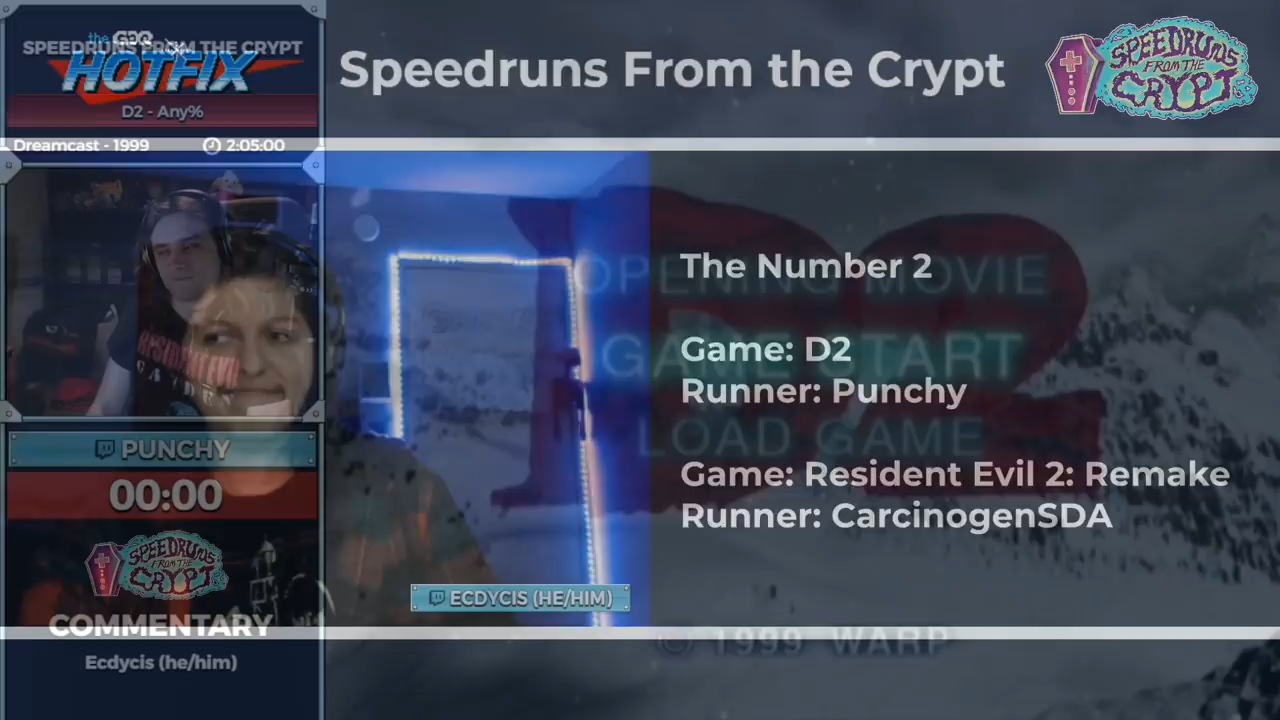 SPEEDRUNS FROM THE CRYPT
the GDQ
HOTFIX
D2 - Any%
Dreamcast - 1999
2:05:00
Speedruns From the Crypt
SPEEDRUNS
FROM THE
CRYPT
OPENING MOVIE
GAME START
LOAD GAME
© 1999 WARP
The Number 2
Game: D2
Runner: Punchy
Game: Resident Evil 2: Remake
Runner: CarcinogenSDA
PUNCHY
00:00
SPEEDRUNS
FROM THE
CRYPT
ECDYCIS (HE/HIM)
COMMENTARY
Ecdycis (he/him)